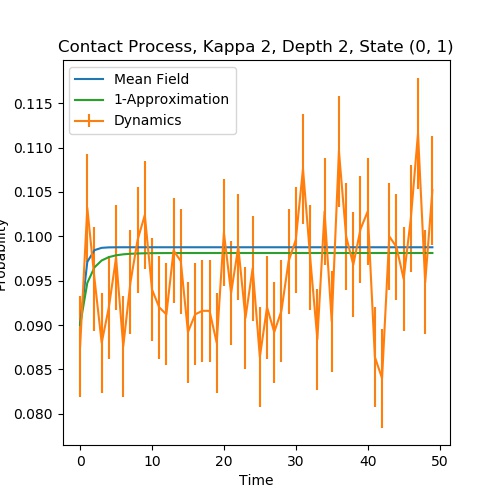 Contact Process, Kappa 2, Depth 2, State (0, 1)
Mean Field
1-Approximation
Dynamics
0.115
0.110
0.105
0.100
0.095
0.090
0.085
0.080
Probability
0 10 20 30 40 50
Time